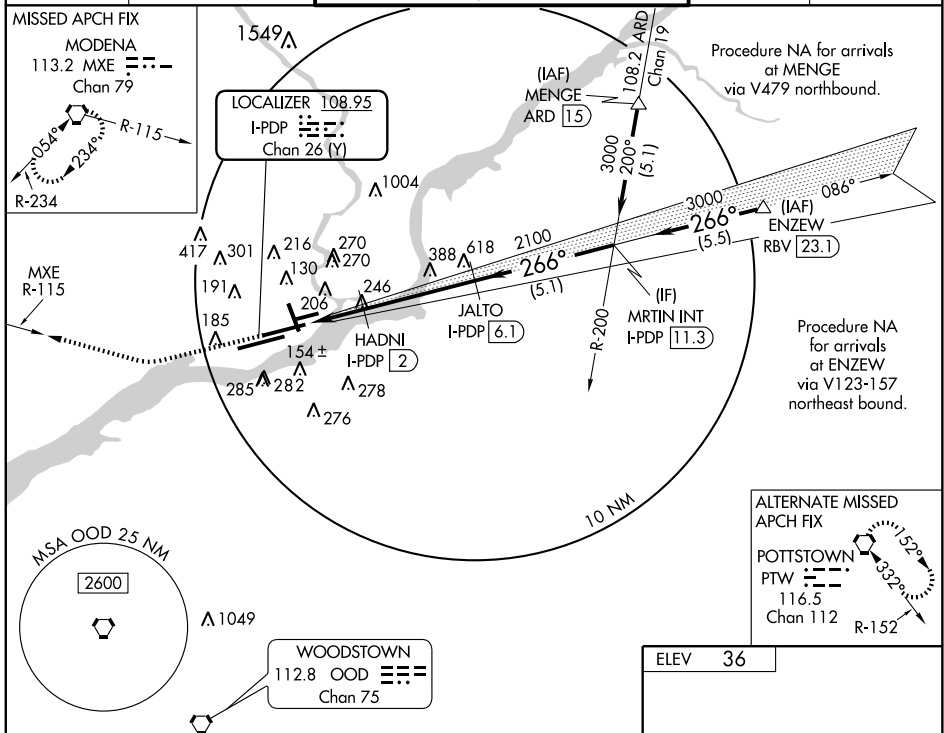 MISSED APCH FIX
MODENA
113.2 MXE
Chan 79
054°
234°
R-115
R-234
1549
LOCALIZER 108.95
I-PDP
Chan 26 (Y)
(IAF)
MENGE
ARD 15
108.2 ARD
Chan 19
Procedure NA for arrivals
at MENGE
via V479 northbound.
3000
200°
(5.1)
1004
3000
086°
266°
(5.5)
(IAF)
ENZEW
RBV 23.1
417
301
216
270
270
388
618
2100
266°
(5.1)
130
191
206
246
MXE
R-115
185
HADNI
I-PDP 2
JALTO
I-PDP 6.1
(IF)
MRTIN INT
I-PDP 11.3
R-200
Procedure NA
for arrivals
at ENZEW
via V123-157
northeast bound.
154 ±
285
282
278
276
10 NM
MSA OOD 25 NM
2600
1049
WOODSTOWN
112.8 OOD
Chan 75
ALTERNATE MISSED
APCH FIX
POTTSTOWN
PTW
116.5
Chan 112
152°
332°
R-152
ELEV 36